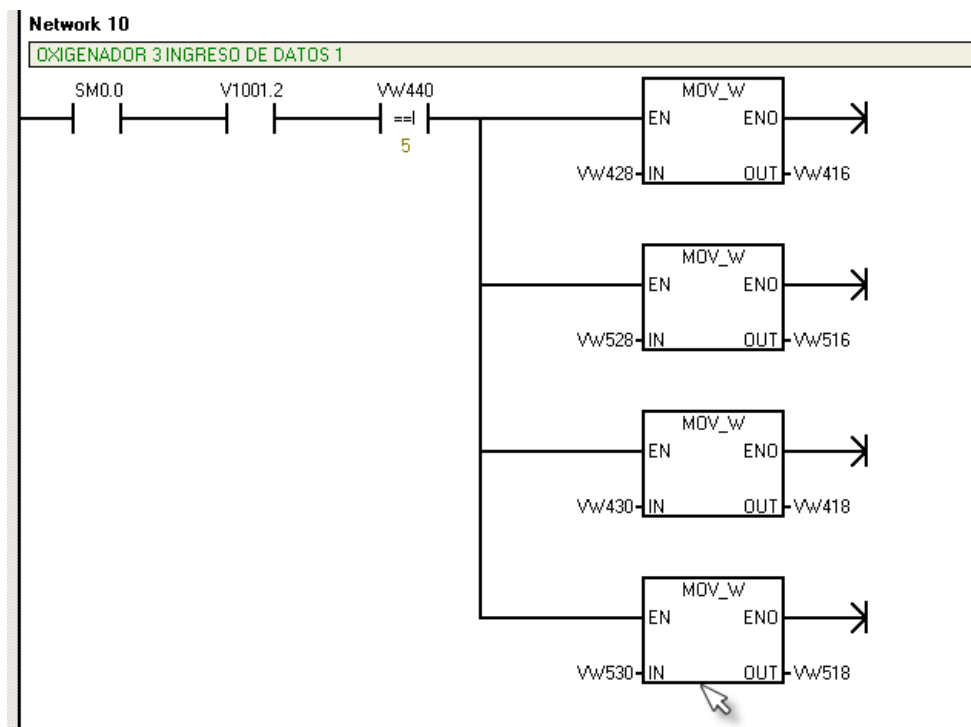 Network 10
OXIGENADOR 3 INGRESO DE DATOS 1
SM0.0 V1001.2 VW440
==I
5
MOV_W
EN ENO
VW428 IN OUT VW416
MOV_W
EN ENO
VW528 IN OUT VW516
MOV_W
EN ENO
VW430 IN OUT VW418
MOV_W
EN ENO
VW530 IN OUT VW518